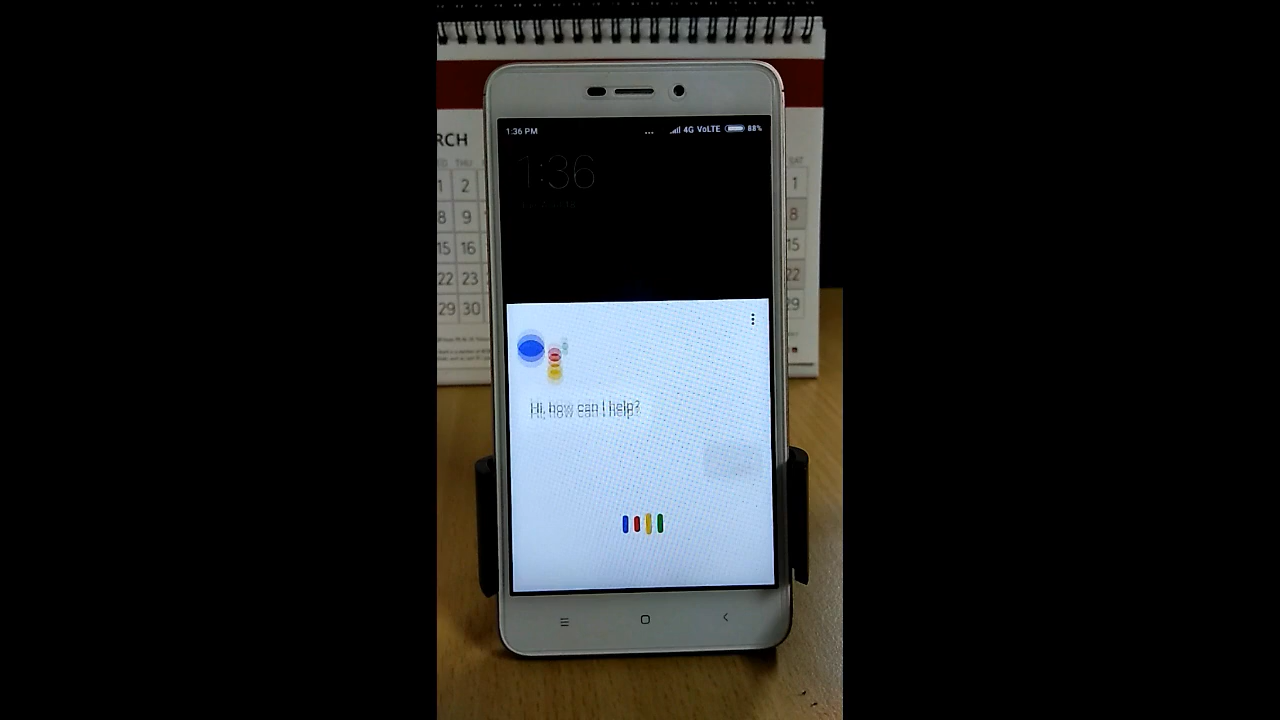 RCH
THU
SAT
1 2
1
8 9
8
15 16
15
22 23
22
29 30
29
1:36 PM ... 4G VoLTE 88%
1:36
Hi, how can I help?